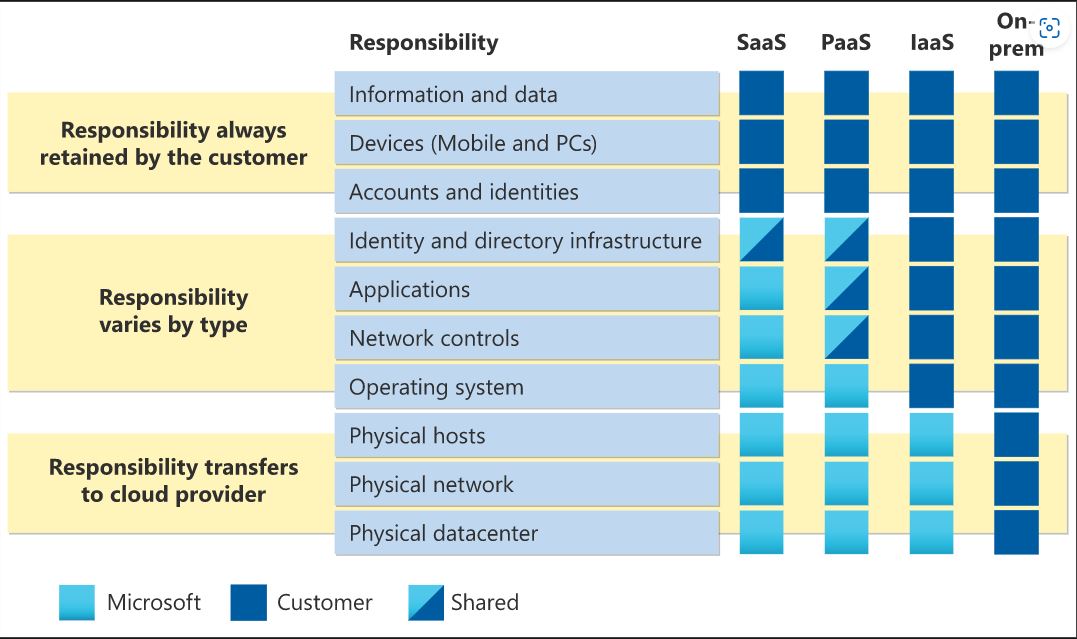 Responsibility SaaS PaaS IaaS On-
prem
Information and data
Responsibility always
retained by the customer
Devices (Mobile and PCs)
Accounts and identities
Identity and directory infrastructure
Responsibility
varies by type
Applications
Network controls
Operating system
Physical hosts
Responsibility transfers
to cloud provider
Physical network
Physical datacenter
Microsoft Customer Shared